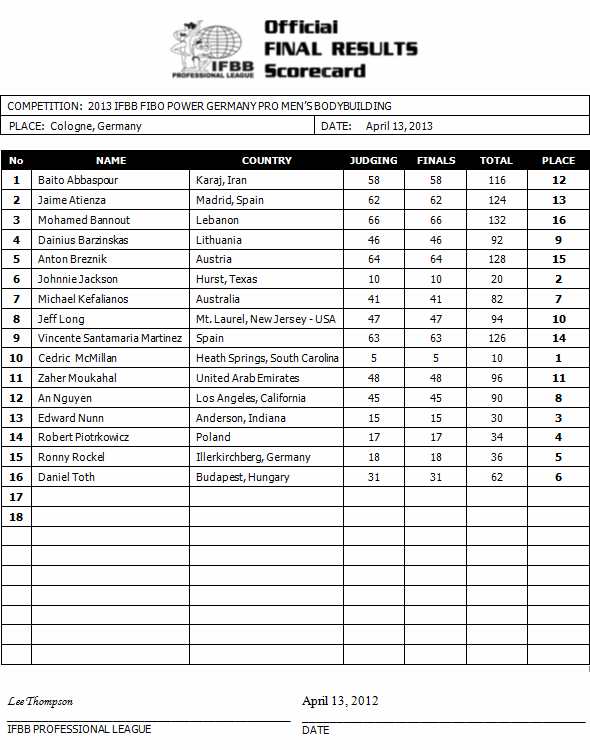 Official
FINAL RESULTS
Scorecard
IFBB
PROFESSIONAL LEAGUE
COMPETITION: 2013 IFBB FIBO POWER GERMANY PRO MEN'S BODYBUILDING
PLACE: Cologne, Germany DATE: April 13, 2013
No NAME COUNTRY JUDGING FINALS TOTAL PLACE
1 Baito Abbaspour Karaj, Iran 58 58 116 12
2 Jaime Atienza Madrid, Spain 62 62 124 13
3 Mohamed Bannout Lebanon 66 66 132 16
4 Dainius Barzinskas Lithuania 46 46 92 9
5 Anton Breznik Austria 64 64 128 15
6 Johnnie Jackson Hurst, Texas 10 10 20 2
7 Michael Kefalianos Australia 41 41 82 7
8 Jeff Long Mt. Laurel, New Jersey - USA 47 47 94 10
9 Vincente Santamaria Martinez Spain 63 63 126 14
10 Cedric McMillan Heath Springs, South Carolina 5 5 10 1
11 Zaher Moukahal United Arab Emirates 48 48 96 11
12 An Nguyen Los Angeles, California 45 45 90 8
13 Edward Nunn Anderson, Indiana 15 15 30 3
14 Robert Piotrkowicz Poland 17 17 34 4
15 Ronny Rockel Illerkirchberg, Germany 18 18 36 5
16 Daniel Toth Budapest, Hungary 31 31 62 6
17
18
Lee Thompson April 13, 2012
IFBB PROFESSIONAL LEAGUE DATE